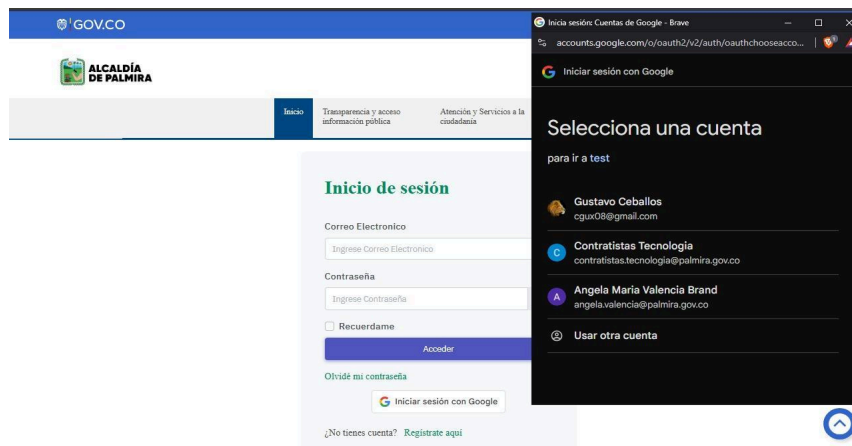 GOV.CO
ALCALDÍA
DE PALMIRA
Inicio
Transparencia y acceso
información pública
Atención y Servicios a la
ciudadanía
Inicio de sesión
Correo Electronico
Ingrese Correo Electronico
Contraseña
Ingrese Contraseña
Recuerdame
Acceder
Olvidé mi contraseña
Iniciar sesión con Google
¿No tienes cuenta? Regístrate aquí
Inicia sesión: Cuentas de Google - Brave
accounts.google.com/o/oauth2/v2/auth/oauthchooseacco...
Iniciar sesión con Google
Selecciona una cuenta
para ir a test
Gustavo Ceballos
cgux08@gmail.com
C
Contratistas Tecnologia
contratistas.tecnologia@palmira.gov.co
A
Angela Maria Valencia Brand
angela.valencia@palmira.gov.co
Usar otra cuenta